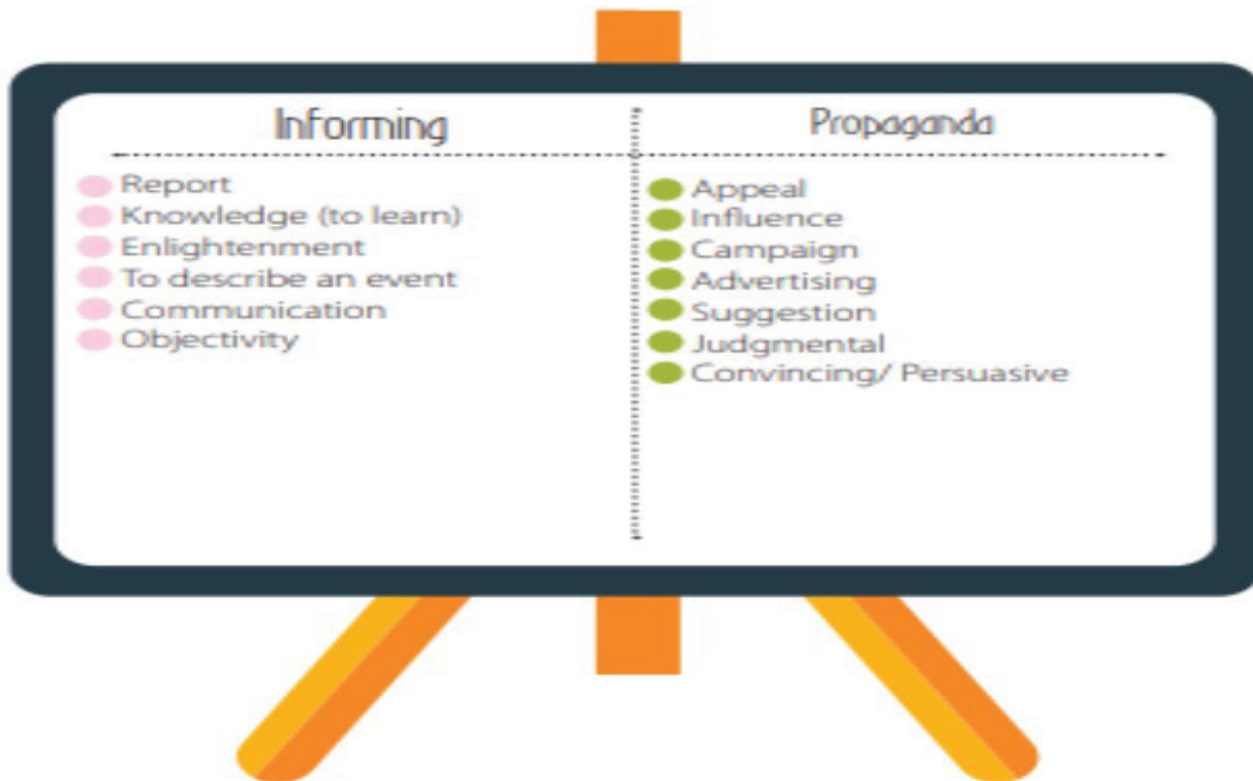 Informing
Report
Knowledge (to learn)
Enlightenment
To describe an event
Communication
Objectivity
Propaganda
Appeal
Influence
Campaign
Advertising
Suggestion
Judgmental
Convincing/ Persuasive